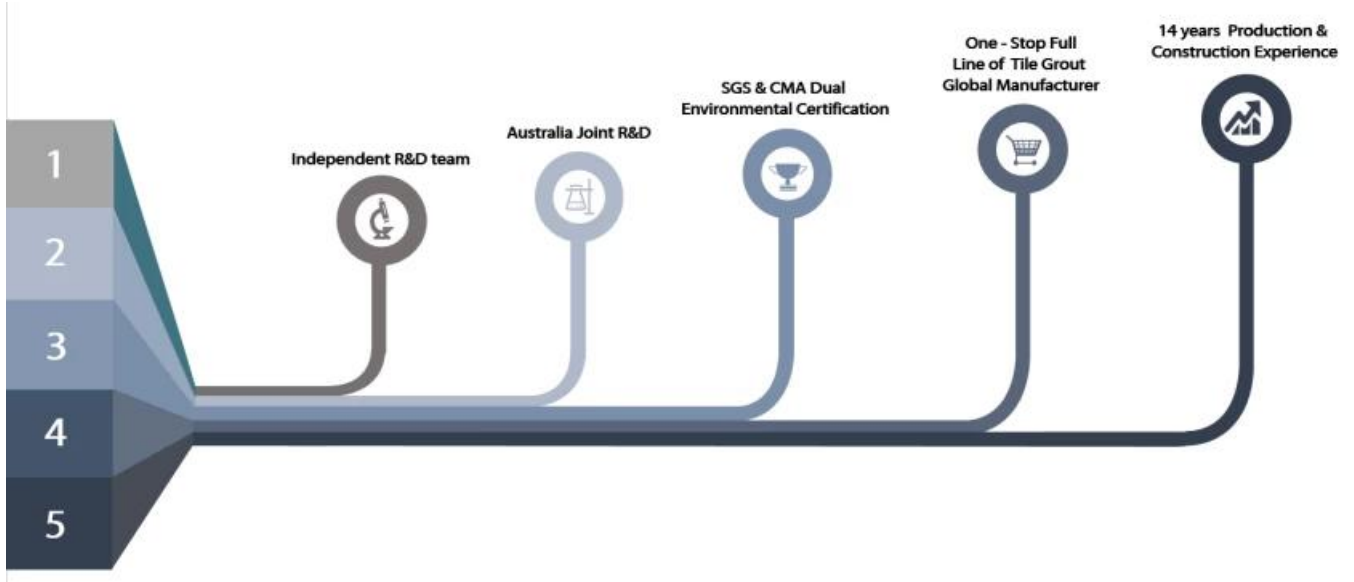 14 years Production &
Construction Experience
One - Stop Full
Line of Tile Grout
Global Manufacturer
SGS & CMA Dual
Environmental Certification
Australia Joint R&D
Independent R&D team
1
2
3
4
5